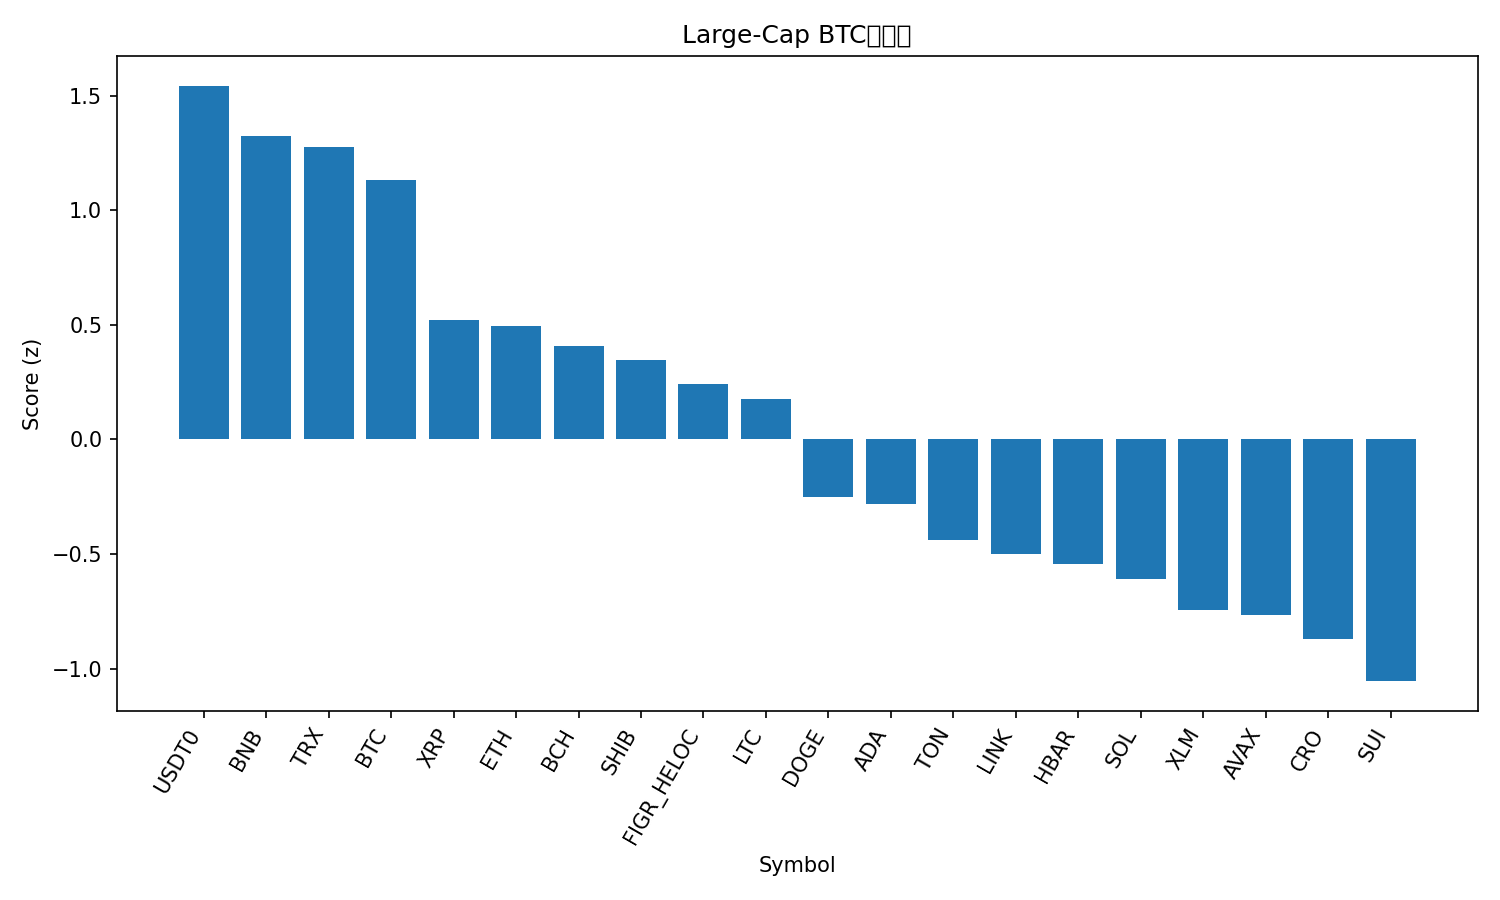 Large-Cap BTC
Score (z)
1.5
1.0
0.5
0.0
−0.5
−1.0
USDT0
BNB
TRX
BTC
XRP
ETH
BCH
SHIB
FIGR_HELOC
LTC
DOGE
ADA
TON
LINK
HBAR
SOL
XLM
AVAX
CRO
SUI
Symbol